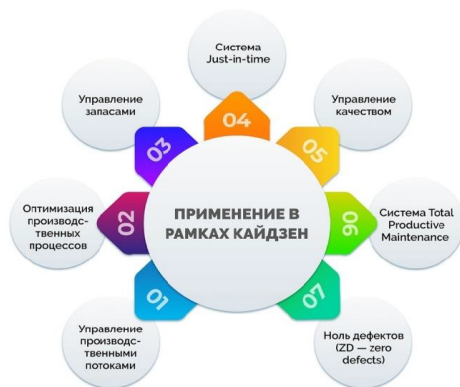 Система
Just-in-time
Управление
запасами
Управление
качеством
04
03
05
Оптимизация
производс-
твенных
процессов
02
ПРИМЕНЕНИЕ В
РАМКАХ КАЙДЗЕН
06
Система Total
Productive
Maintenance
01
07
Управление
производс-
твенными
потоками
Ноль дефектов
(ZD — zero
defects)